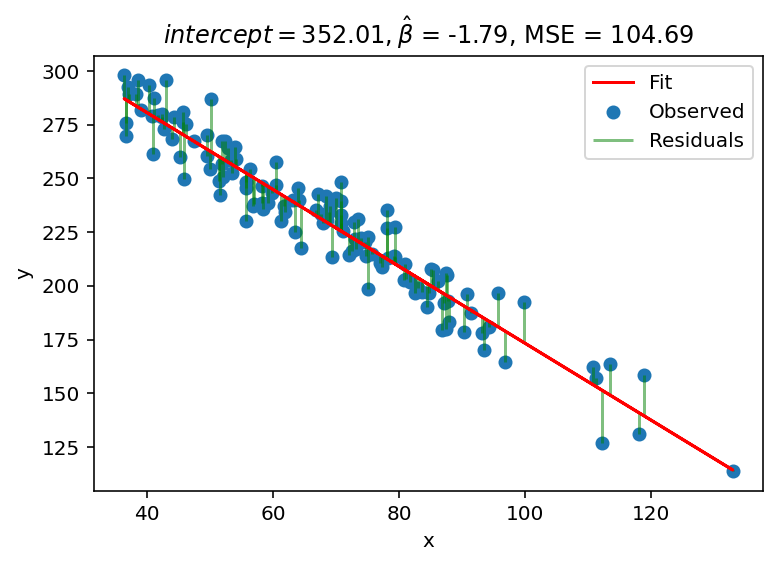 intercept = 352.01, β̂ = -1.79, MSE = 104.69
Fit
Observed
Residuals
y
300
275
250
225
200
175
150
125
40 60 80 100 120
x